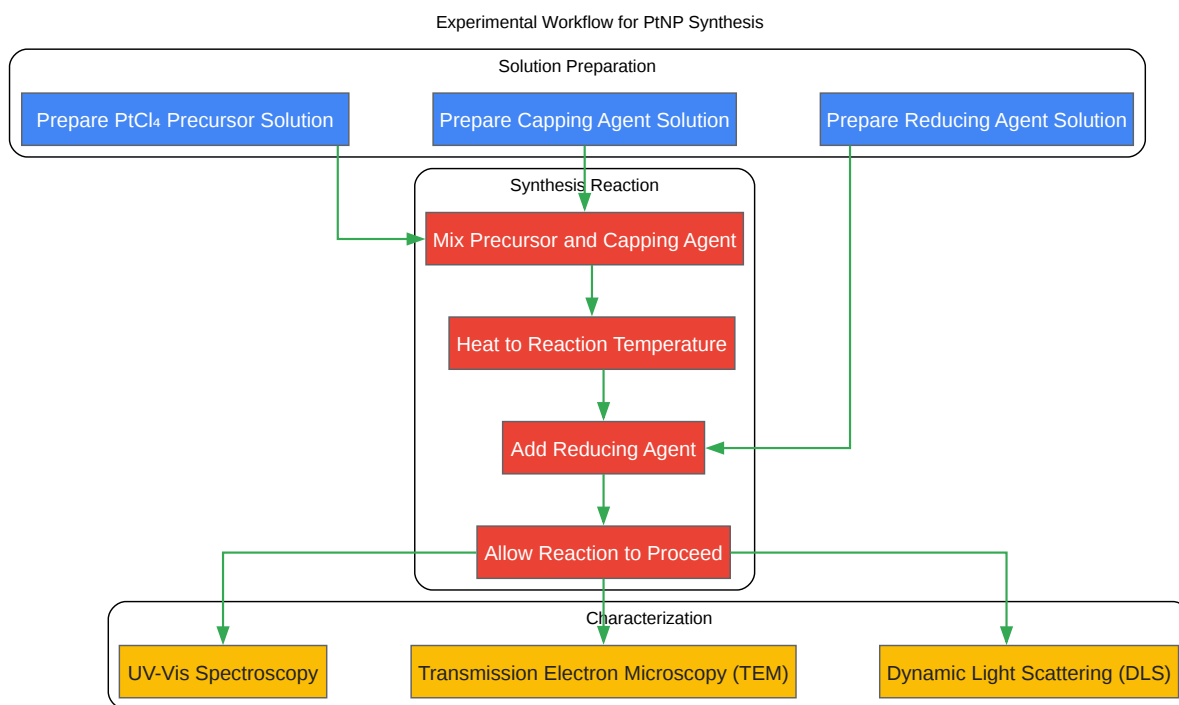 Experimental Workflow for PtNP Synthesis
Solution Preparation
Prepare PtCl₄ Precursor Solution
Prepare Capping Agent Solution
Prepare Reducing Agent Solution
Synthesis Reaction
Mix Precursor and Capping Agent
Heat to Reaction Temperature
Add Reducing Agent
Allow Reaction to Proceed
Characterization
UV-Vis Spectroscopy
Transmission Electron Microscopy (TEM)
Dynamic Light Scattering (DLS)